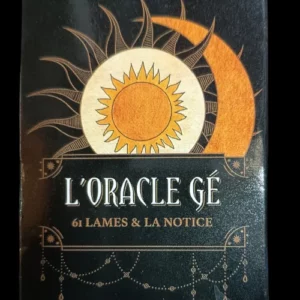 L'ORACLE GÉ
61 LAMES & LA NOTICE